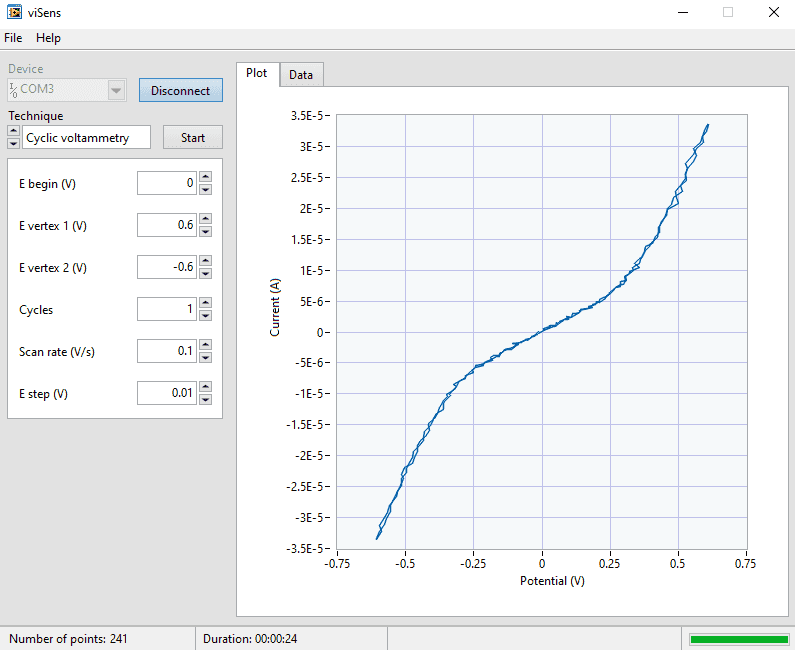 viSens
File Help
Device
COM3
Disconnect
Technique
Cyclic voltammetry
Start
E begin (V) 0
E vertex 1 (V) 0.6
E vertex 2 (V) -0.6
Cycles 1
Scan rate (V/s) 0.1
E step (V) 0.01
Plot Data
3.5E-5
3E-5
2.5E-5
2E-5
1.5E-5
1E-5
5E-6
0
-5E-6
-1E-5
-1.5E-5
-2E-5
-2.5E-5
-3E-5
-3.5E-5
Current (A)
-0.75 -0.5 -0.25 0 0.25 0.5 0.75
Potential (V)
Number of points: 241
Duration: 00:00:24